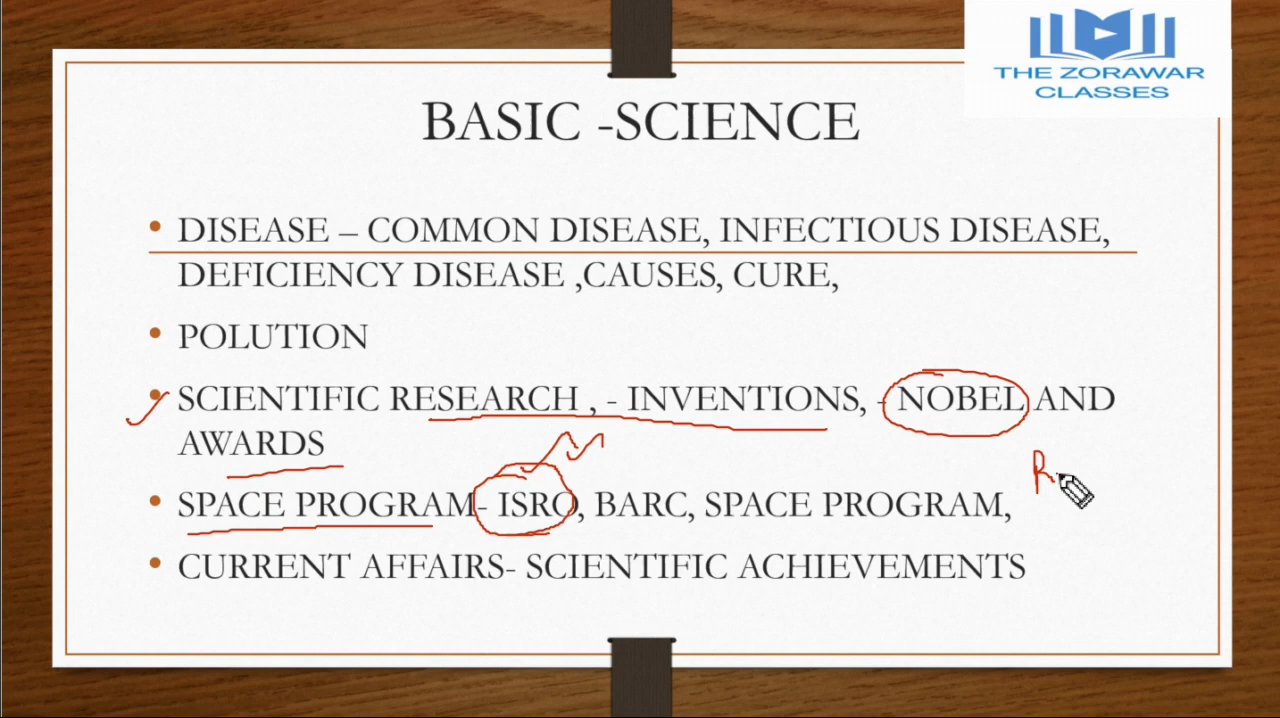 THE ZORAWAR
CLASSES
BASIC -SCIENCE
• DISEASE – COMMON DISEASE, INFECTIOUS DISEASE,
DEFICIENCY DISEASE ,CAUSES, CURE,
• POLUTION
• SCIENTIFIC RESEARCH , - INVENTIONS, - NOBEL AND
AWARDS
R
• SPACE PROGRAM- ISRO, BARC, SPACE PROGRAM,
• CURRENT AFFAIRS- SCIENTIFIC ACHIEVEMENTS